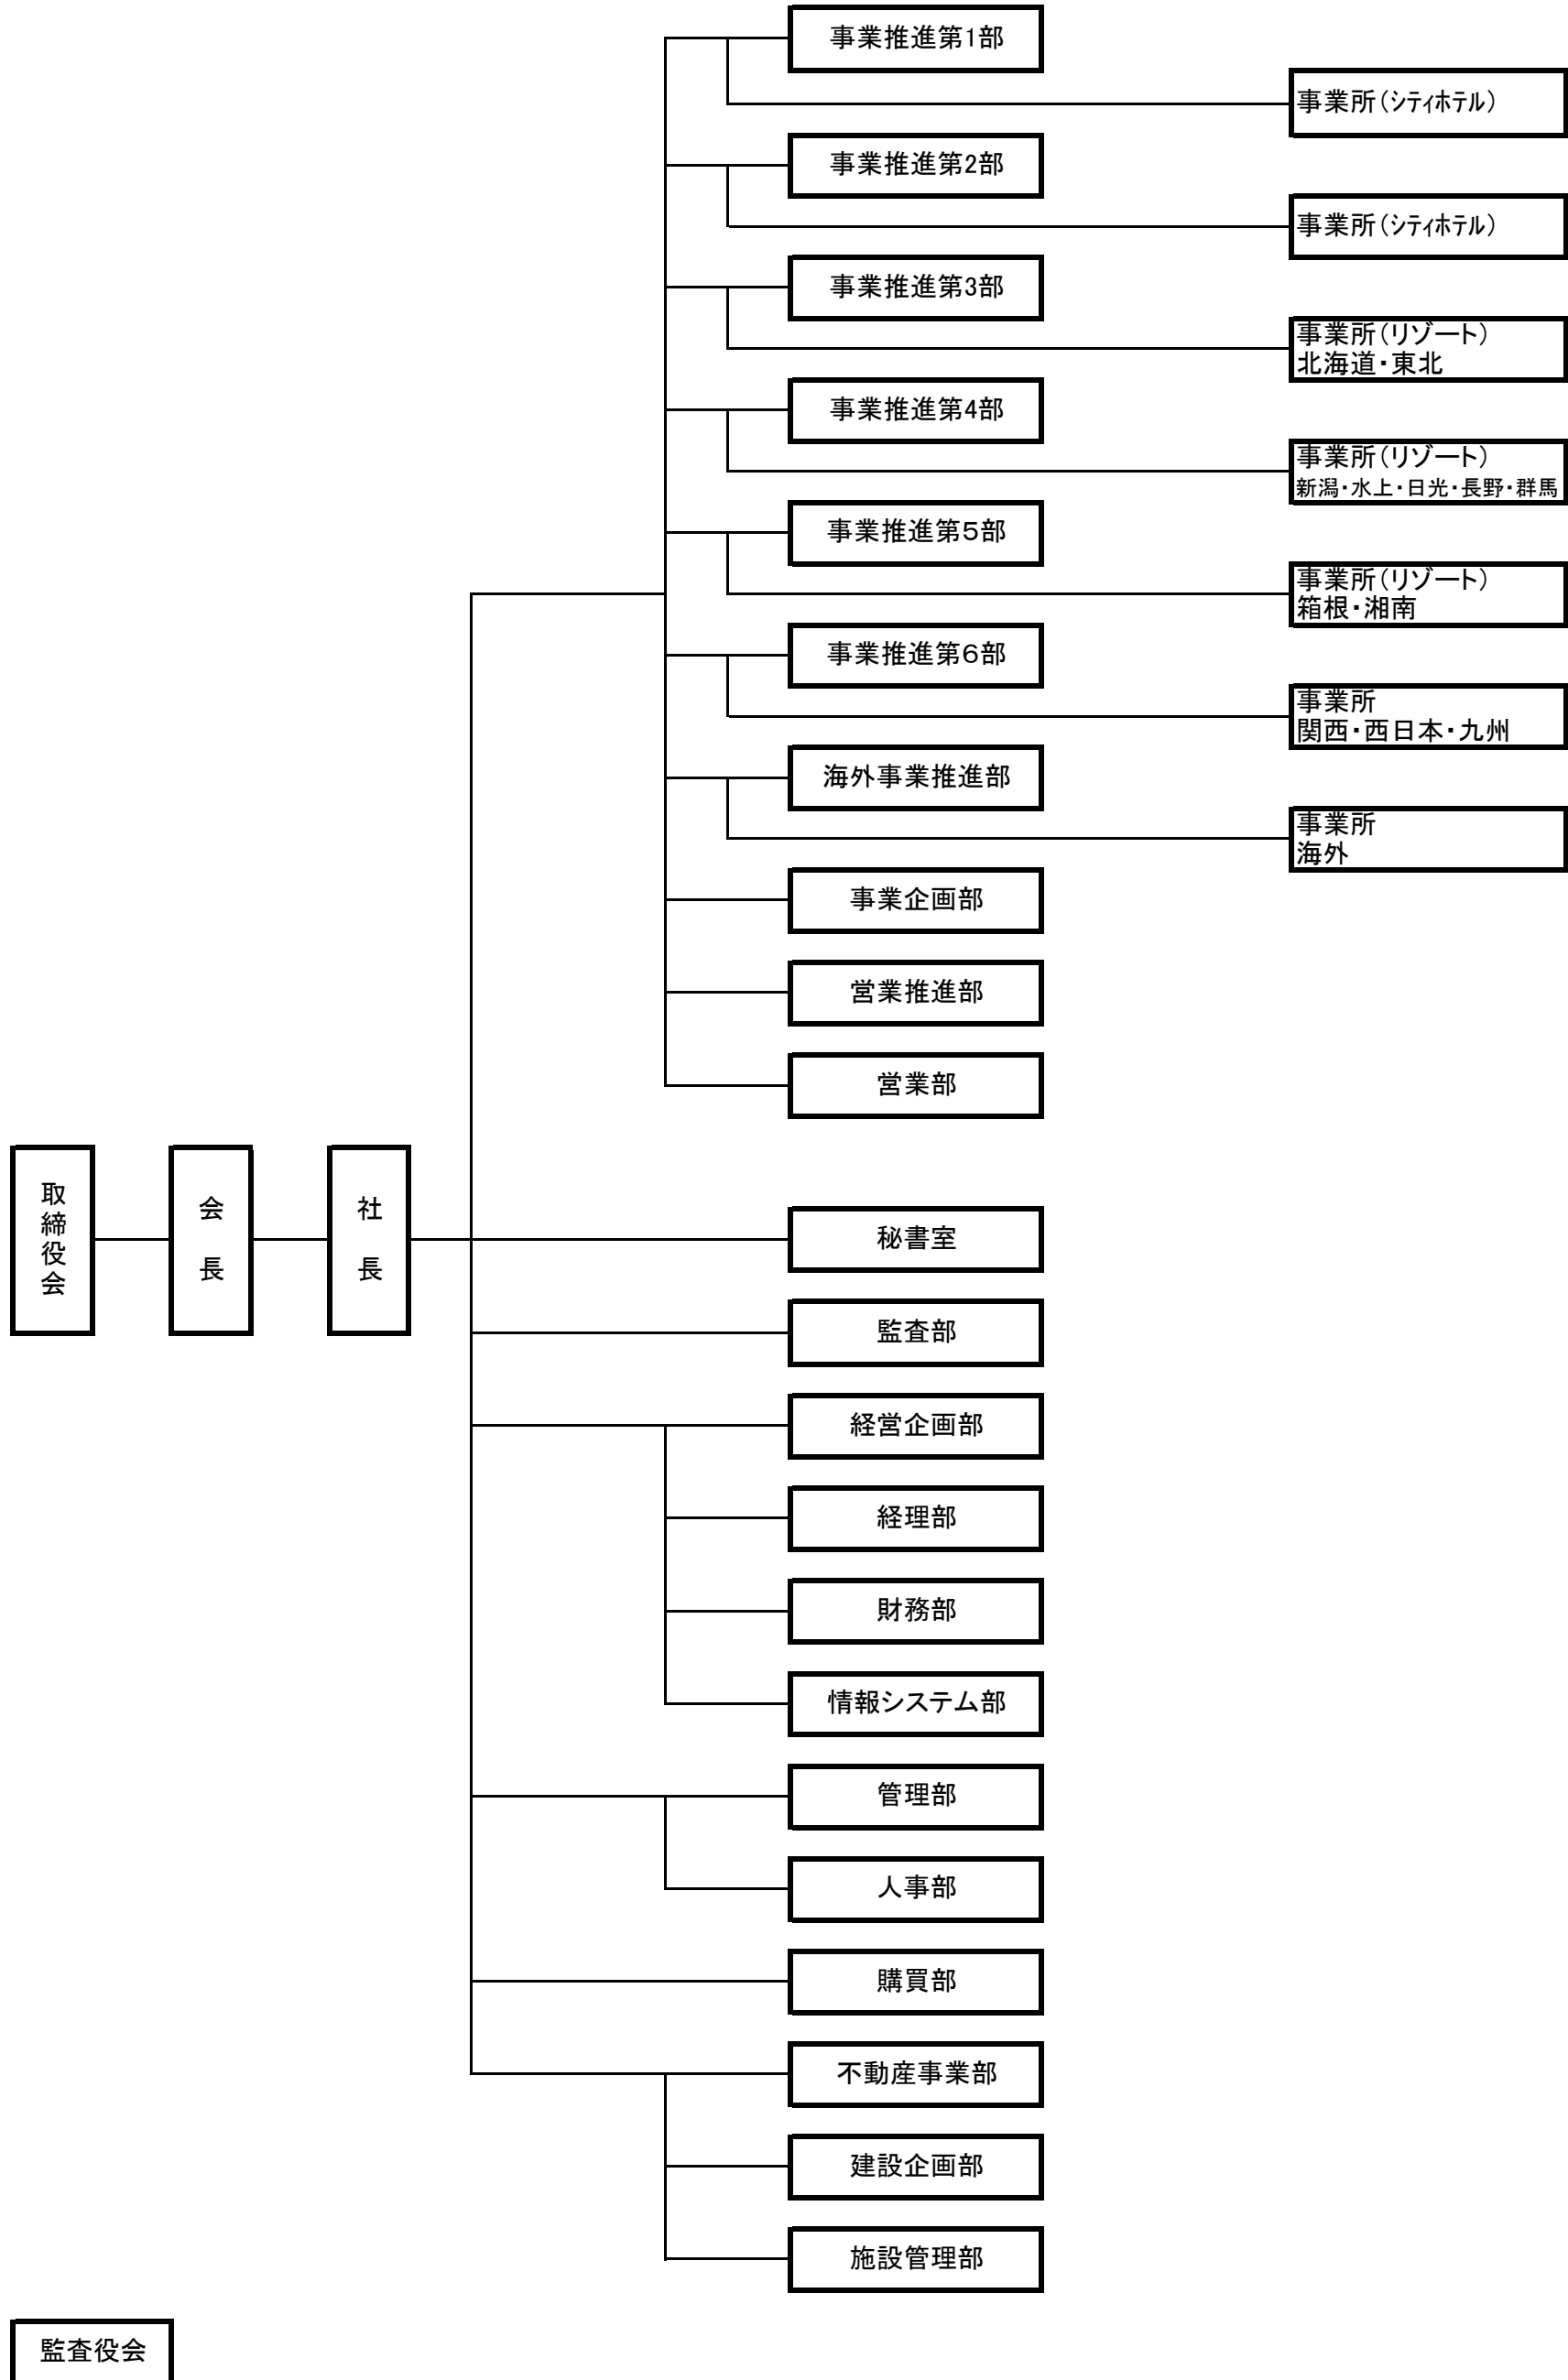 事業推進第1部
事業所(ｼﾃｨﾎﾃﾙ)
事業推進第2部
事業所(ｼﾃｨﾎﾃﾙ)
事業推進第3部
事業所(リゾート)
北海道・東北
事業推進第4部
事業所(リゾート)
新潟・水上・日光・長野・群馬
事業推進第５部
事業所(リゾート)
箱根・湘南
事業推進第６部
事業所
関西・西日本・九州
海外事業推進部
事業所
海外
事業企画部
営業推進部
営業部
取締役会
会長
社長
秘書室
監査部
経営企画部
経理部
財務部
情報システム部
管理部
人事部
購買部
不動産事業部
建設企画部
施設管理部
監査役会